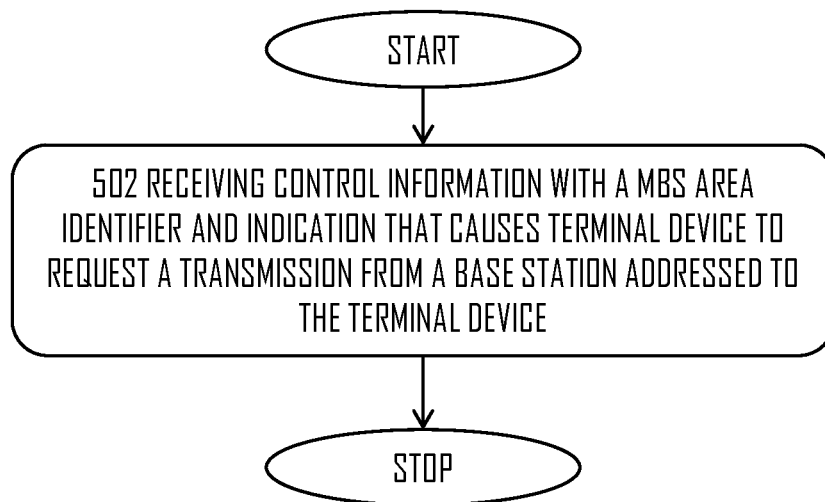 START
502 RECEIVING CONTROL INFORMATION WITH A MBS AREA
IDENTIFIER AND INDICATION THAT CAUSES TERMINAL DEVICE TO
REQUEST A TRANSMISSION FROM A BASE STATION ADDRESSED TO
THE TERMINAL DEVICE
STOP